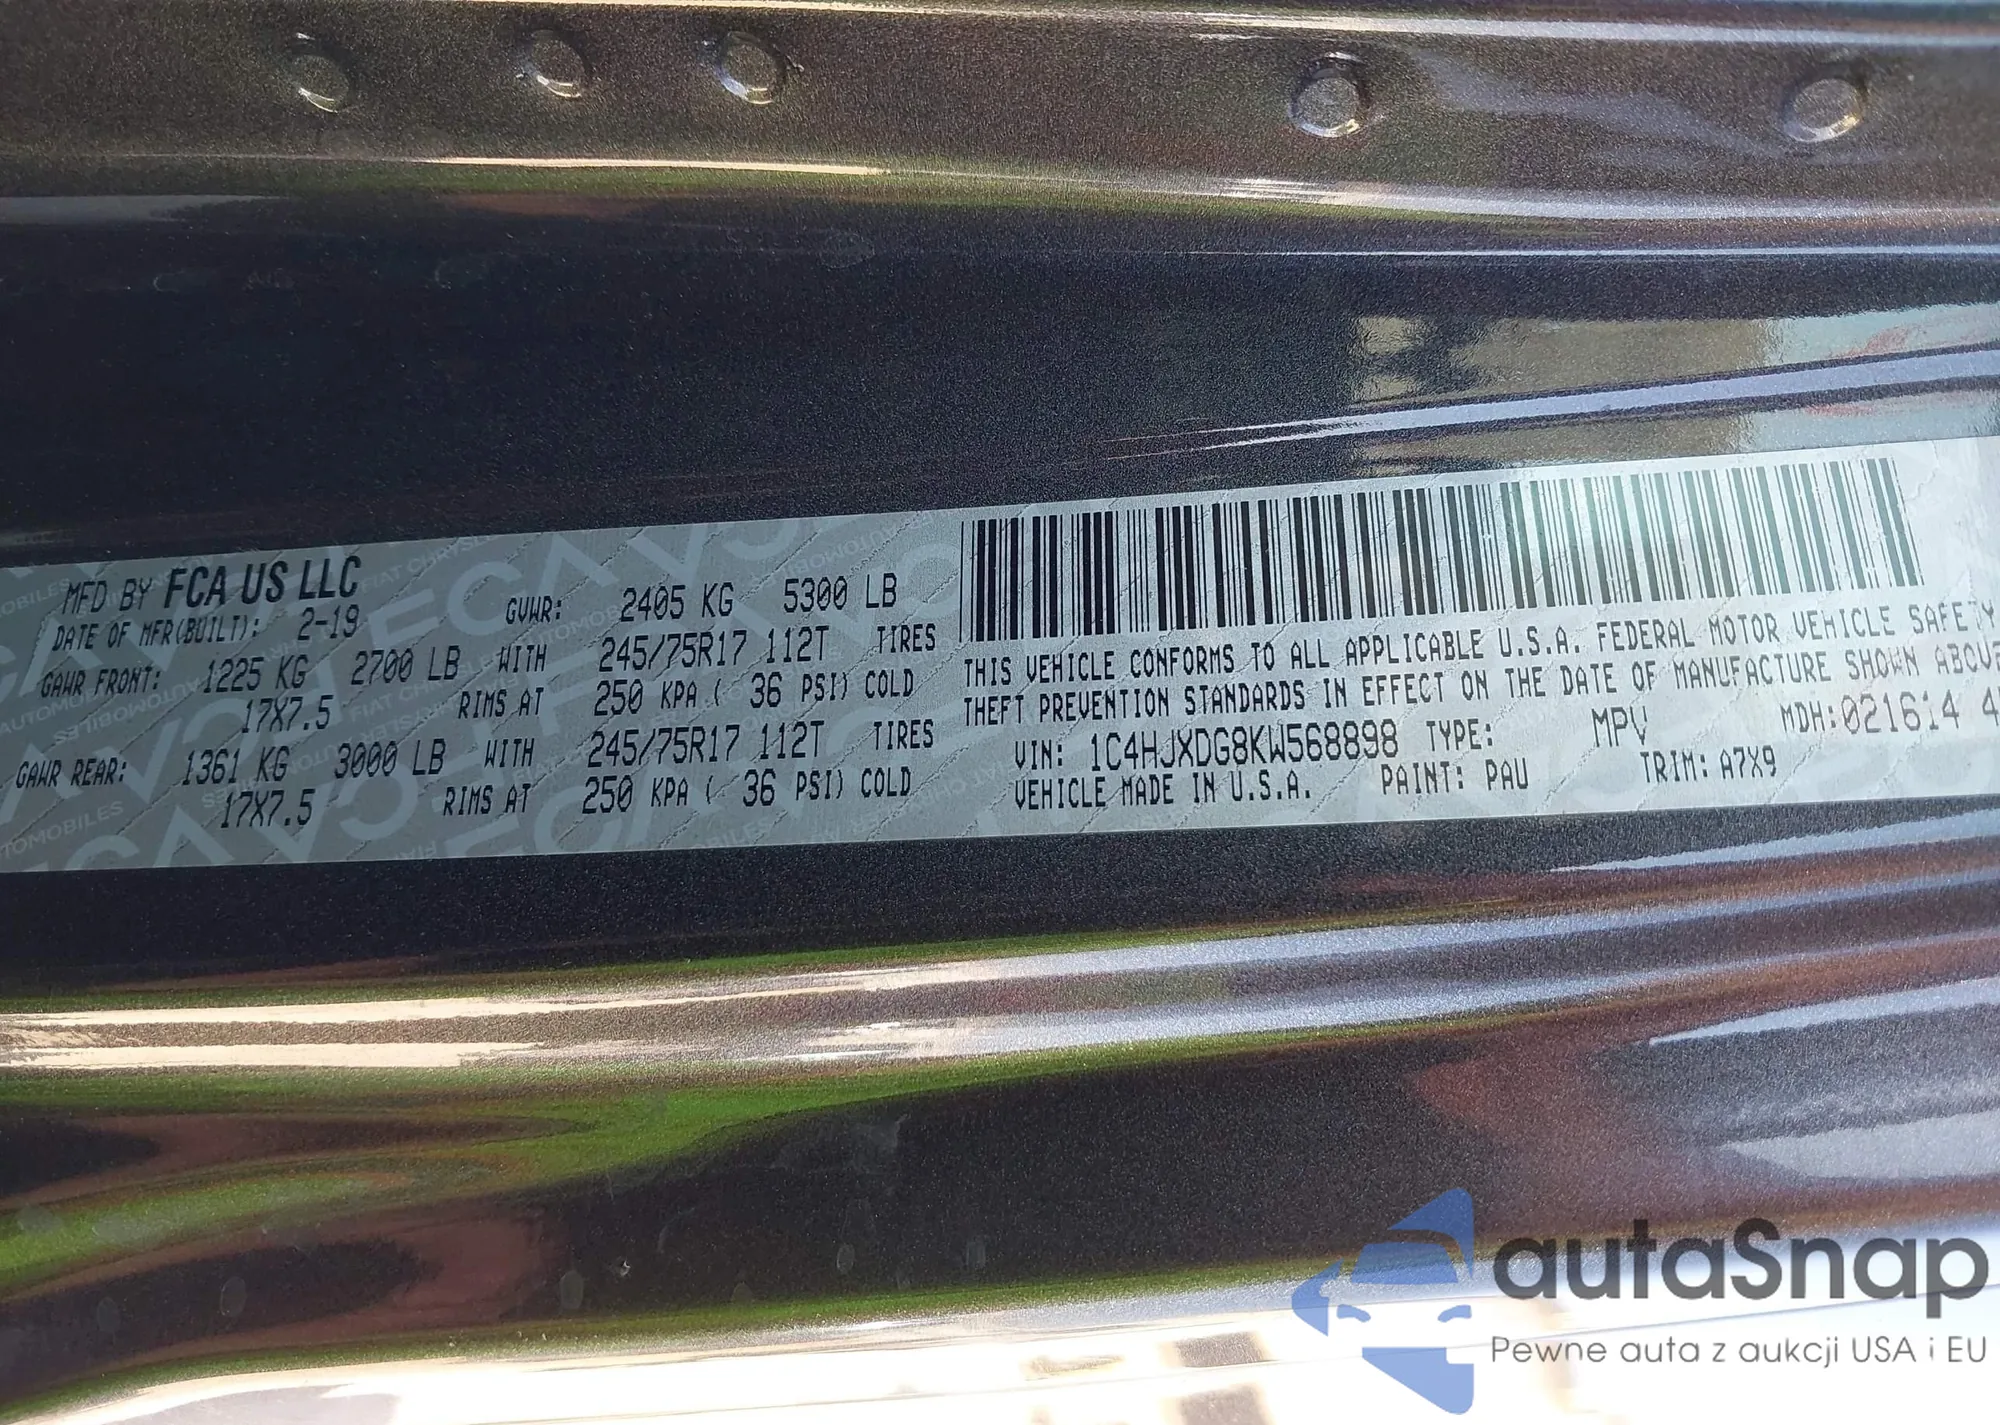 MFD BY FCA US LLC
DATE OF MFR(BUILT): 2-19 GVWR: 2405 KG 5300 LB
GAWR FRONT: 1225 KG 2700 LB WITH 245/75R17 112T TIRES
17X7.5 RIMS AT 250 KPA ( 36 PSI) COLD
GAWR REAR: 1361 KG 3000 LB WITH 245/75R17 112T TIRES
17X7.5 RIMS AT 250 KPA ( 36 PSI) COLD
THIS VEHICLE CONFORMS TO ALL APPLICABLE U.S.A. FEDERAL MOTOR VEHICLE SAFETY
THEFT PREVENTION STANDARDS IN EFFECT ON THE DATE OF MANUFACTURE SHOWN ABOVE
VIN: 1C4HJXDG8KW568898 TYPE: MPV MDH:021614 4
VEHICLE MADE IN U.S.A. PAINT: PAU TRIM: A7X9
autaSnap
Pewne auta z aukcji USA i EU